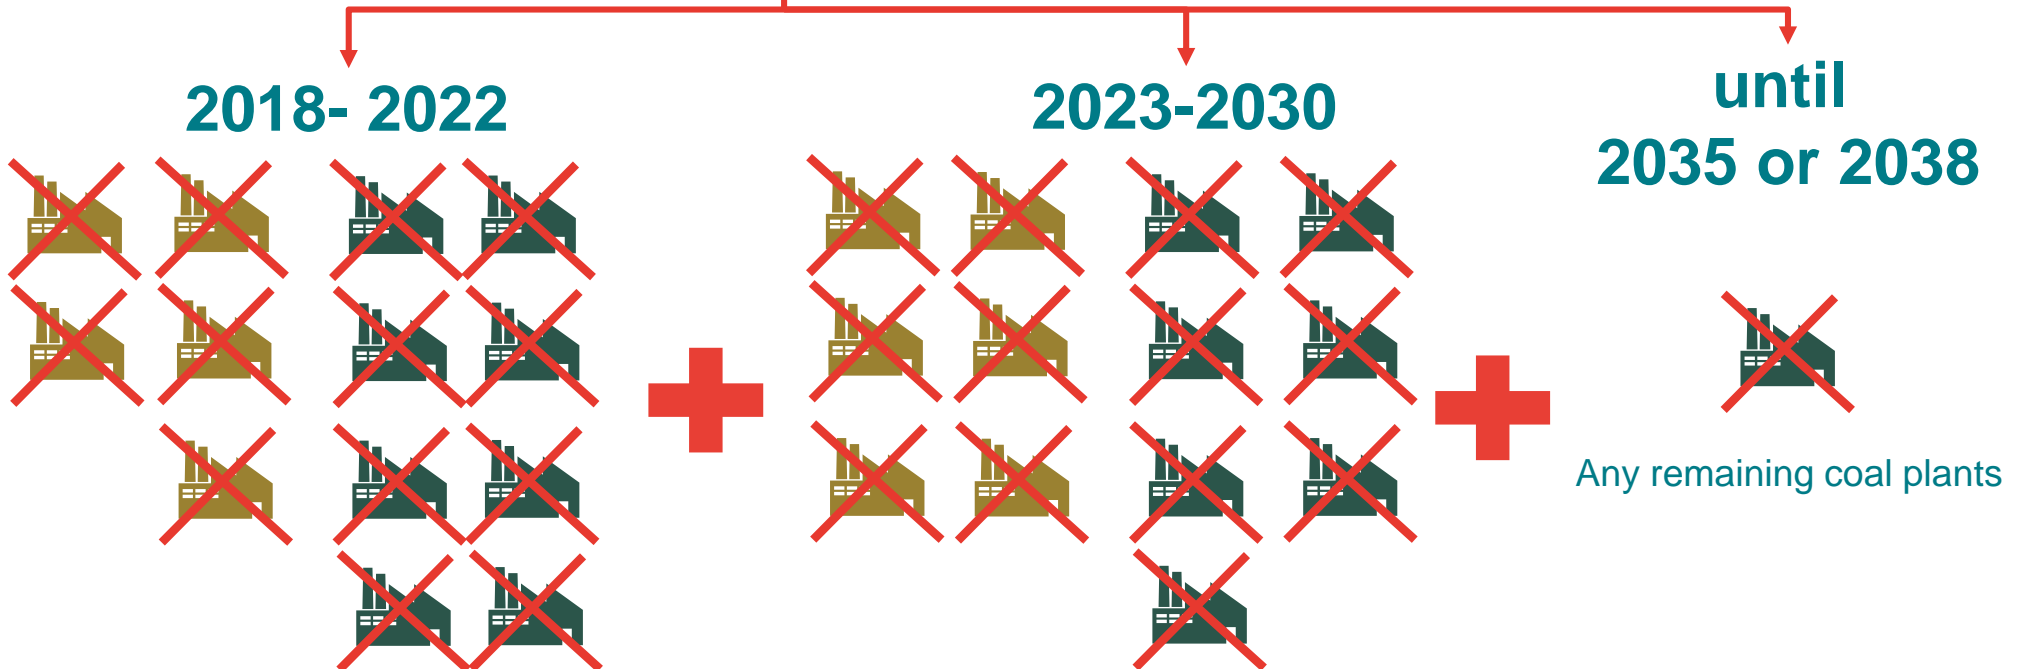 2018- 2022
2023-2030
until
2035 or 2038
Any remaining coal plants